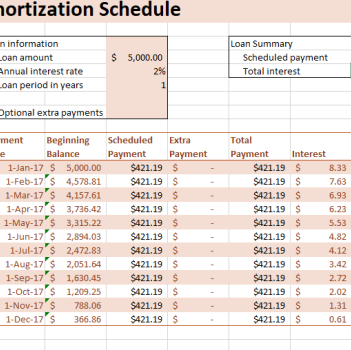 nortization Schedule
n information
Loan Summary
oan amount $ 5,000.00 Scheduled payment
Annual interest rate 2% Total interest
oan period in years 1
Optional extra payments
ment Beginning Scheduled Extra Total
e Balance Payment Payment Payment Interest
1-Jan-17 $ 5,000.00 $421.19 $ - $421.19 $ 8.33
1-Feb-17 $ 4,578.81 $421.19 $ - $421.19 $ 7.63
1-Mar-17 $ 4,157.61 $421.19 $ - $421.19 $ 6.93
1-Apr-17 $ 3,736.42 $421.19 $ - $421.19 $ 6.23
1-May-17 $ 3,315.22 $421.19 $ - $421.19 $ 5.53
1-Jun-17 $ 2,894.03 $421.19 $ - $421.19 $ 4.82
1-Jul-17 $ 2,472.83 $421.19 $ - $421.19 $ 4.12
1-Aug-17 $ 2,051.64 $421.19 $ - $421.19 $ 3.42
1-Sep-17 $ 1,630.45 $421.19 $ - $421.19 $ 2.72
1-Oct-17 $ 1,209.25 $421.19 $ - $421.19 $ 2.02
1-Nov-17 $ 788.06 $421.19 $ - $421.19 $ 1.31
1-Dec-17 $ 366.86 $421.19 $ - $421.19 $ 0.61